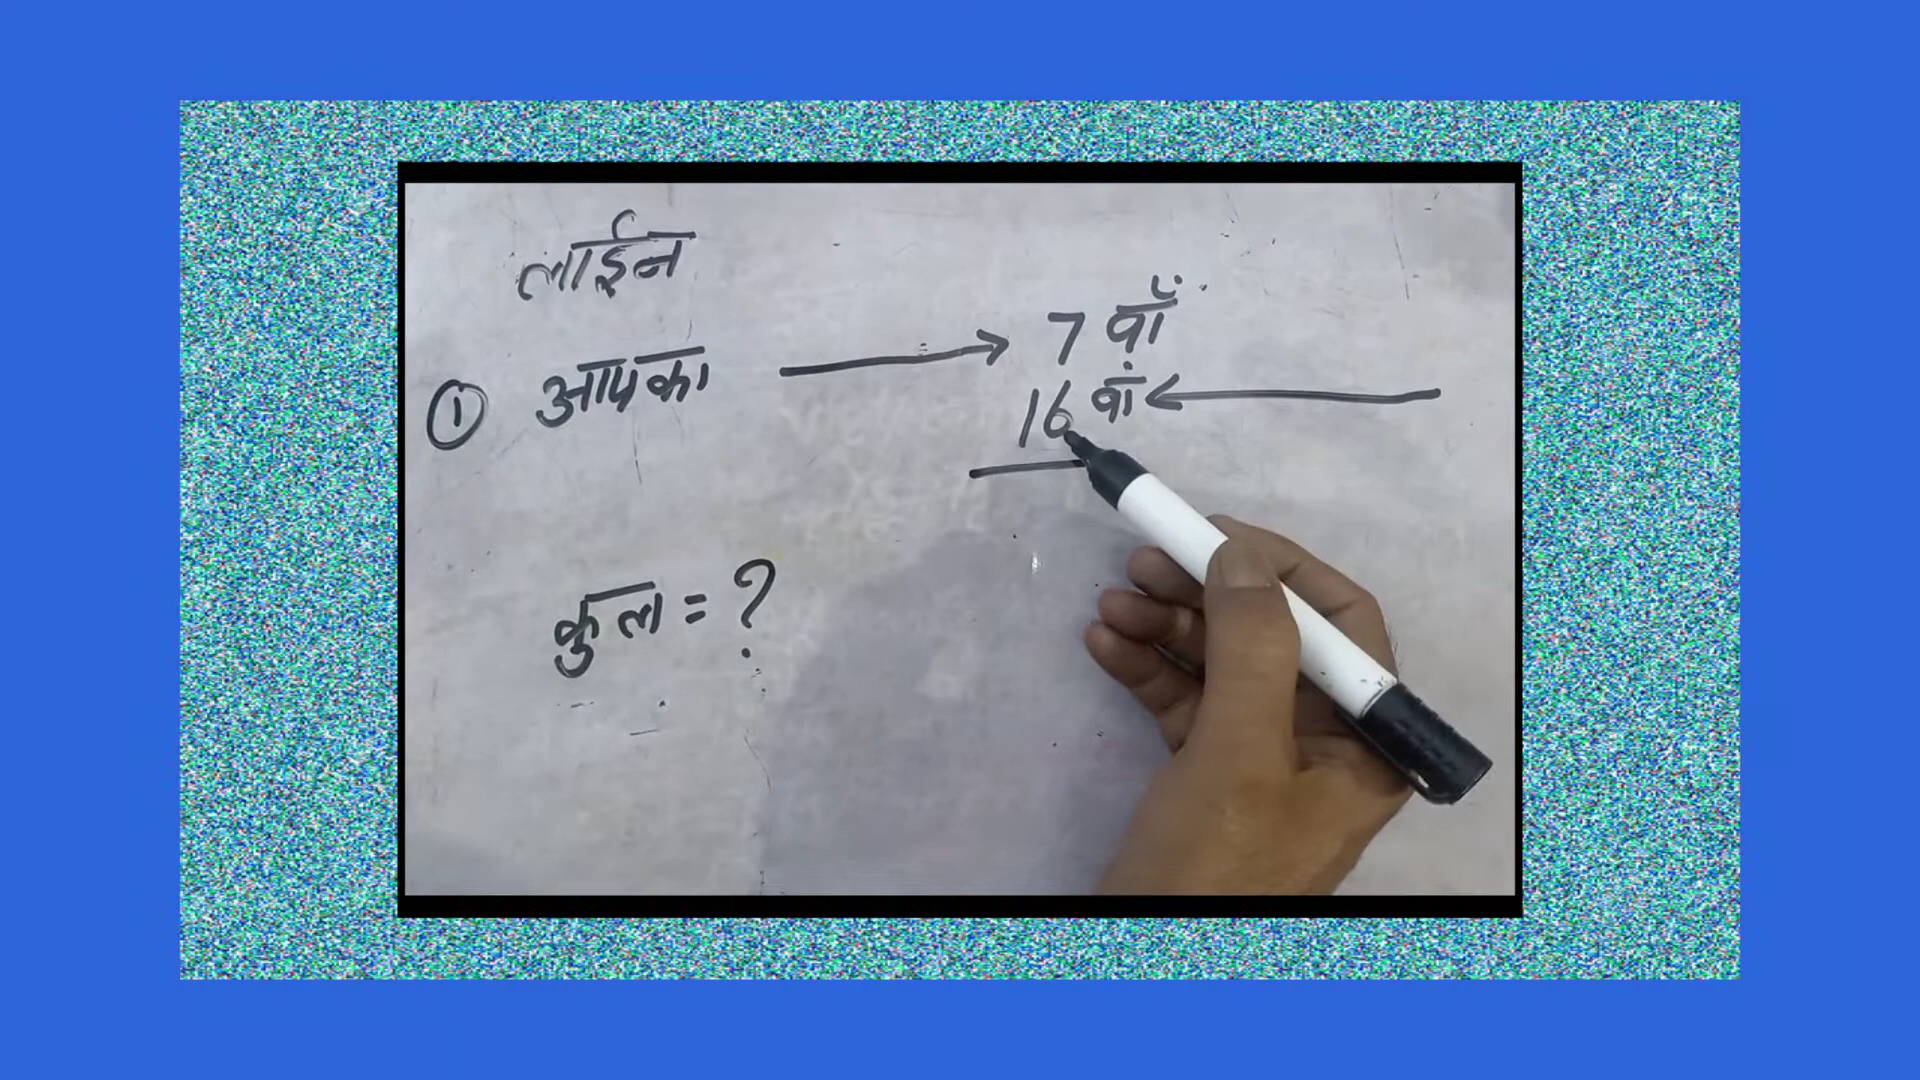 लाईन
① आपका → 7 वाँ
16 वां ←
कुल = ?